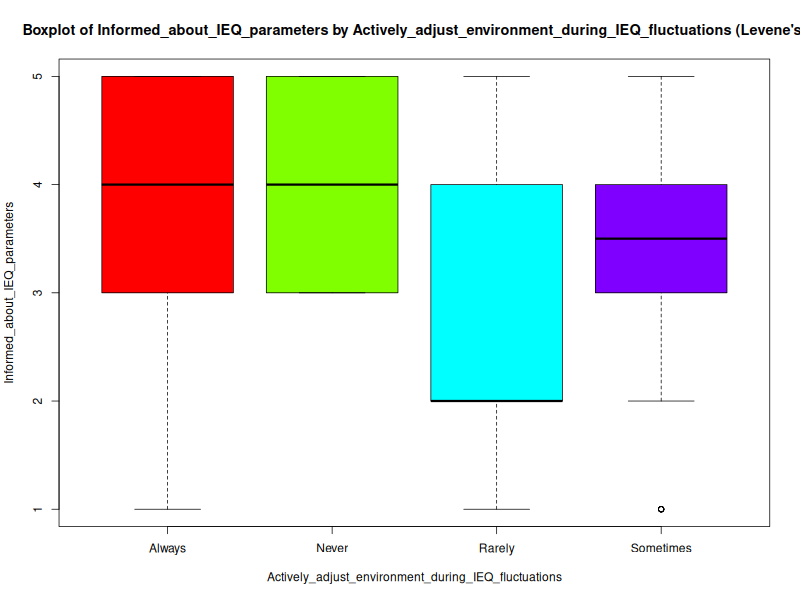 Boxplot of Informed_about_IEQ_parameters by Actively_adjust_environment_during_IEQ_fluctuations (Levene's
Informed_about_IEQ_parameters
5
4
3
2
1
Always Never Rarely Sometimes
Actively_adjust_environment_during_IEQ_fluctuations